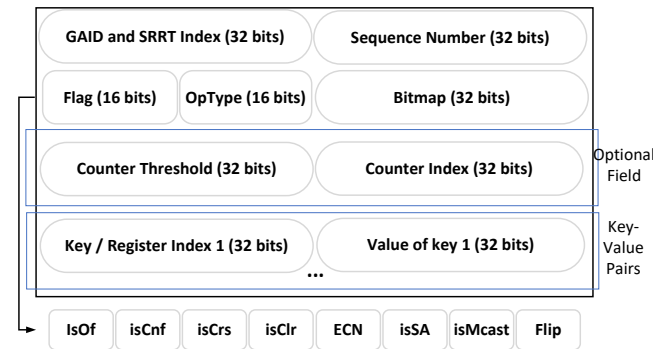 GAID and SRRT Index (32 bits) Sequence Number (32 bits)
Flag (16 bits) OpType (16 bits) Bitmap (32 bits)
Counter Threshold (32 bits) Counter Index (32 bits)
Optional
Field
Key / Register Index 1 (32 bits) Value of key 1 (32 bits)
...
Key-
Value
Pairs
IsOf isCnf isCrs isClr ECN isSA isMcast Flip